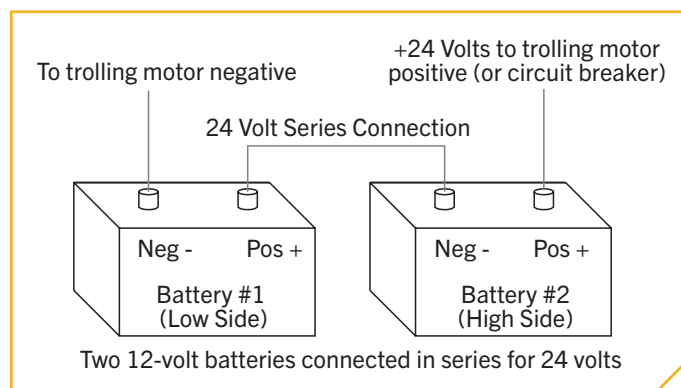 To trolling motor negative
+24 Volts to trolling motor
positive (or circuit breaker)
24 Volt Series Connection
Neg -
Pos +
Battery #1
(Low Side)
Neg -
Pos +
Battery #2
(High Side)
Two 12-volt batteries connected in series for 24 volts